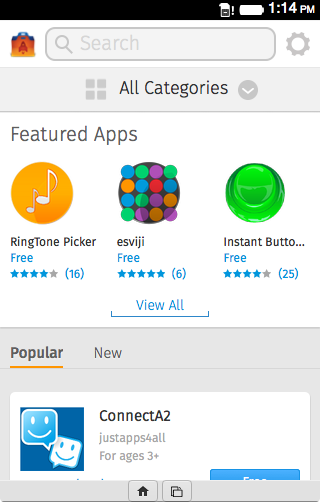 1:14 PM
Search
All Categories
Featured Apps
RingTone Picker
Free
(16)
esviji
Free
(6)
Instant Butto...
Free
(25)
View All
Popular
New
ConnectA2
justapps4all
For ages 3+
Free